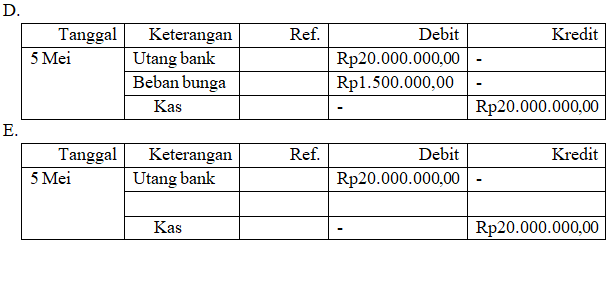 D.
Tanggal Keterangan Ref. Debit Kredit
5 Mei Utang bank Rp20.000.000,00 -
Beban bunga Rp1.500.000,00 -
Kas - Rp20.000.000,00
E.
Tanggal Keterangan Ref. Debit Kredit
5 Mei Utang bank Rp20.000.000,00 -
Kas - Rp20.000.000,00